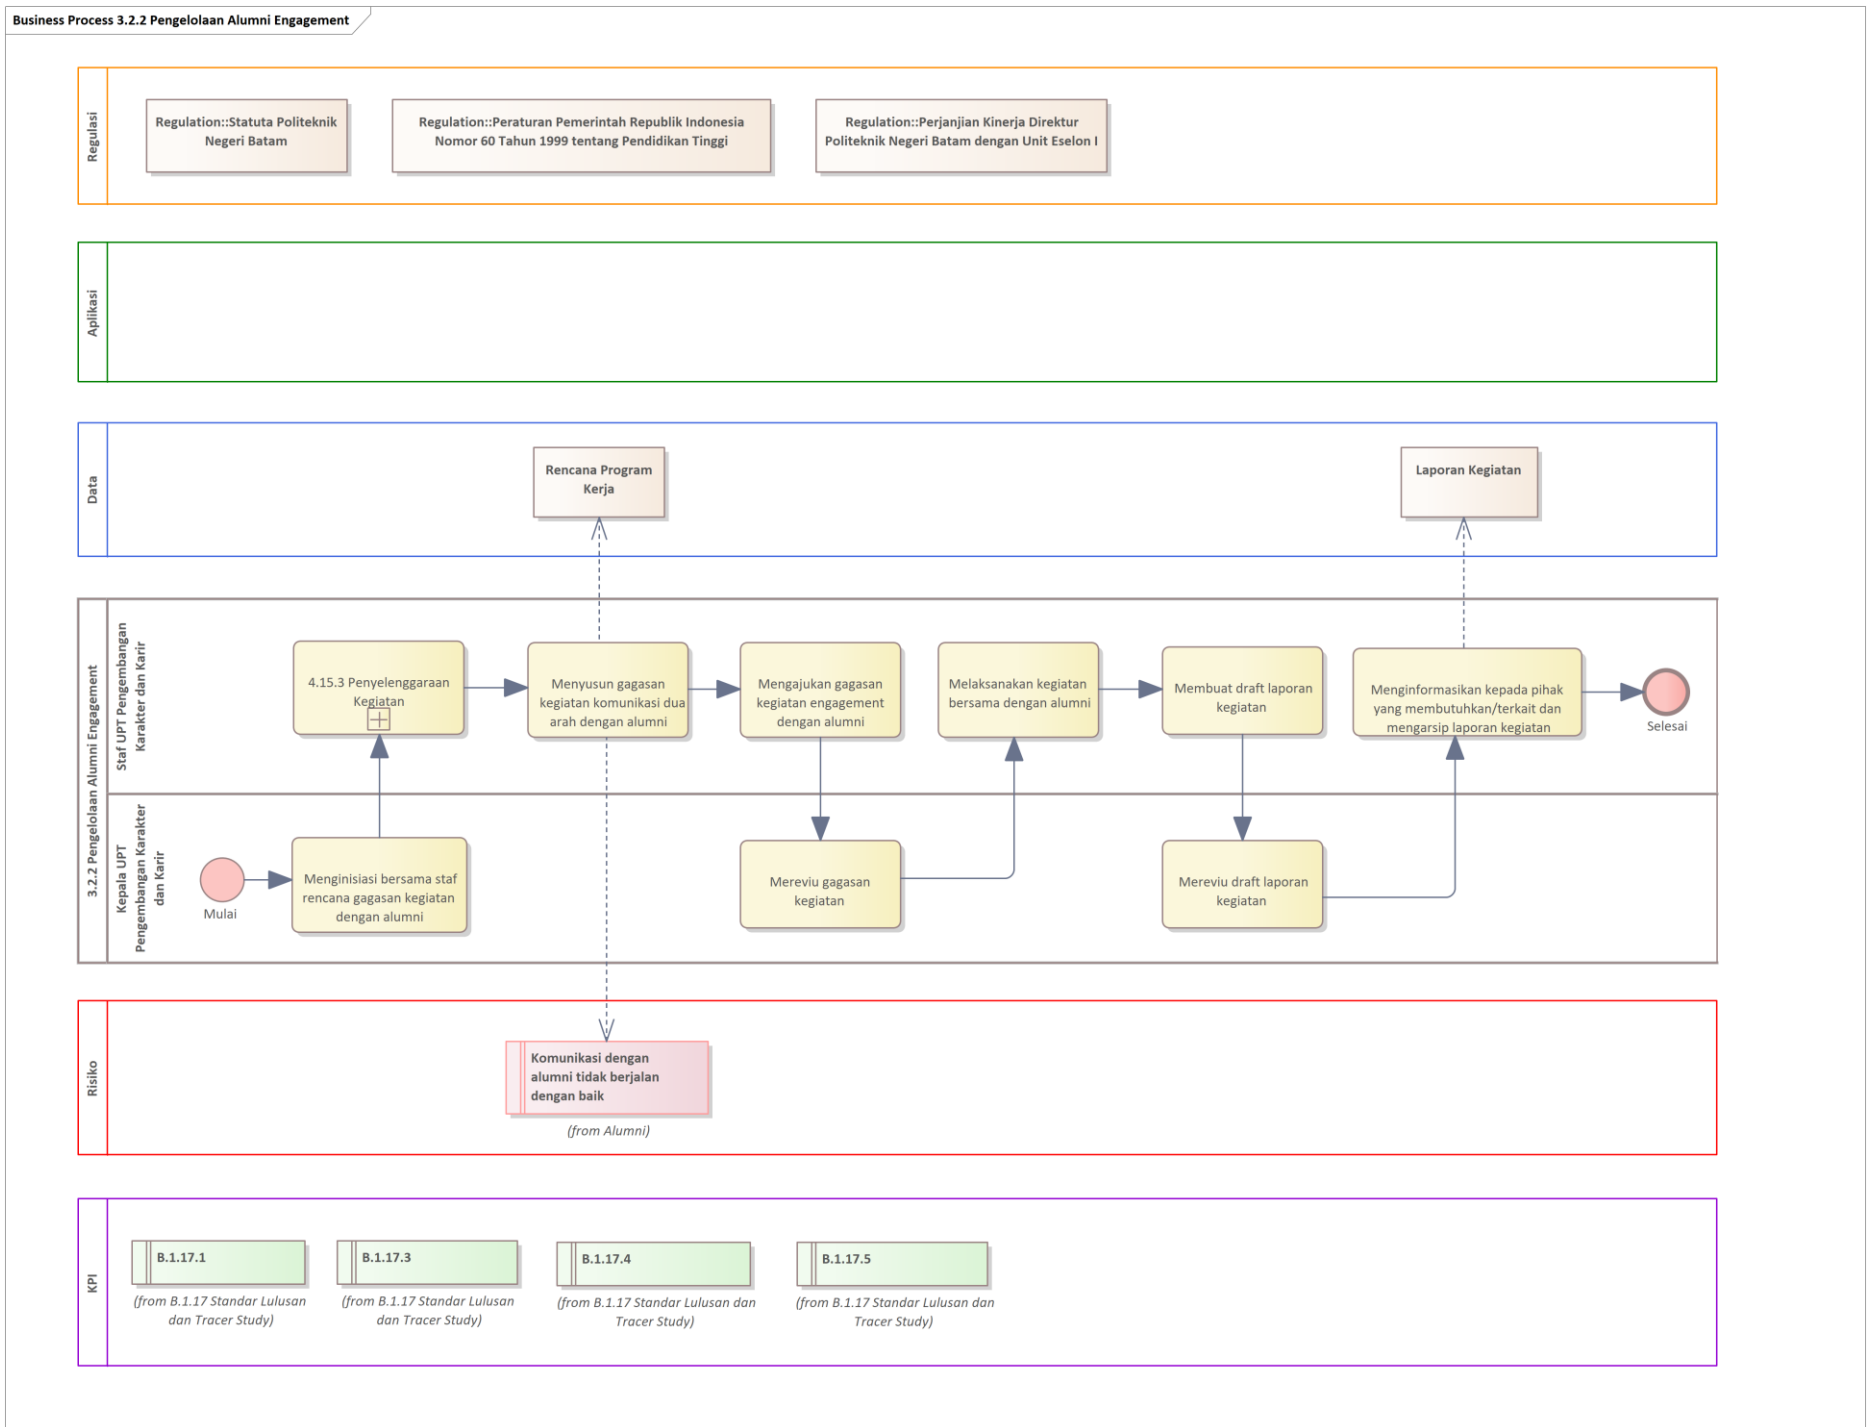 Business Process 3.2.2 Pengelolaan Alumni Engagement
Regulasi
Regulation::Statuta Politeknik
Negeri Batam
Regulation::Peraturan Pemerintah Republik Indonesia
Nomor 60 Tahun 1999 tentang Pendidikan Tinggi
Regulation::Perjanjian Kinerja Direktur
Politeknik Negeri Batam dengan Unit Eselon I
Aplikasi
Data
Rencana Program
Kerja
Laporan Kegiatan
3.2.2 Pengelolaan Alumni Engagement
Staf UPT Pengembangan
Karakter dan Karir
4.15.3 Penyelenggaraan
Kegiatan
Menyusun gagasan
kegiatan komunikasi dua
arah dengan alumni
Mengajukan gagasan
kegiatan engagement
dengan alumni
Melaksanakan kegiatan
bersama dengan alumni
Membuat draft laporan
kegiatan
Menginformasikan kepada pihak
yang membutuhkan/terkait dan
mengarsip laporan kegiatan
Selesai
Kepala UPT
Pengembangan Karakter
dan Karir
Mulai
Menginisiasi bersama staf
rencana gagasan kegiatan
dengan alumni
Mereviu gagasan
kegiatan
Mereviu draft laporan
kegiatan
Risiko
Komunikasi dengan
alumni tidak berjalan
dengan baik
(from Alumni)
KPI
B.1.17.1
(from B.1.17 Standar Lulusan
dan Tracer Study)
B.1.17.3
(from B.1.17 Standar Lulusan
dan Tracer Study)
B.1.17.4
(from B.1.17 Standar Lulusan dan
Tracer Study)
B.1.17.5
(from B.1.17 Standar Lulusan dan
Tracer Study)